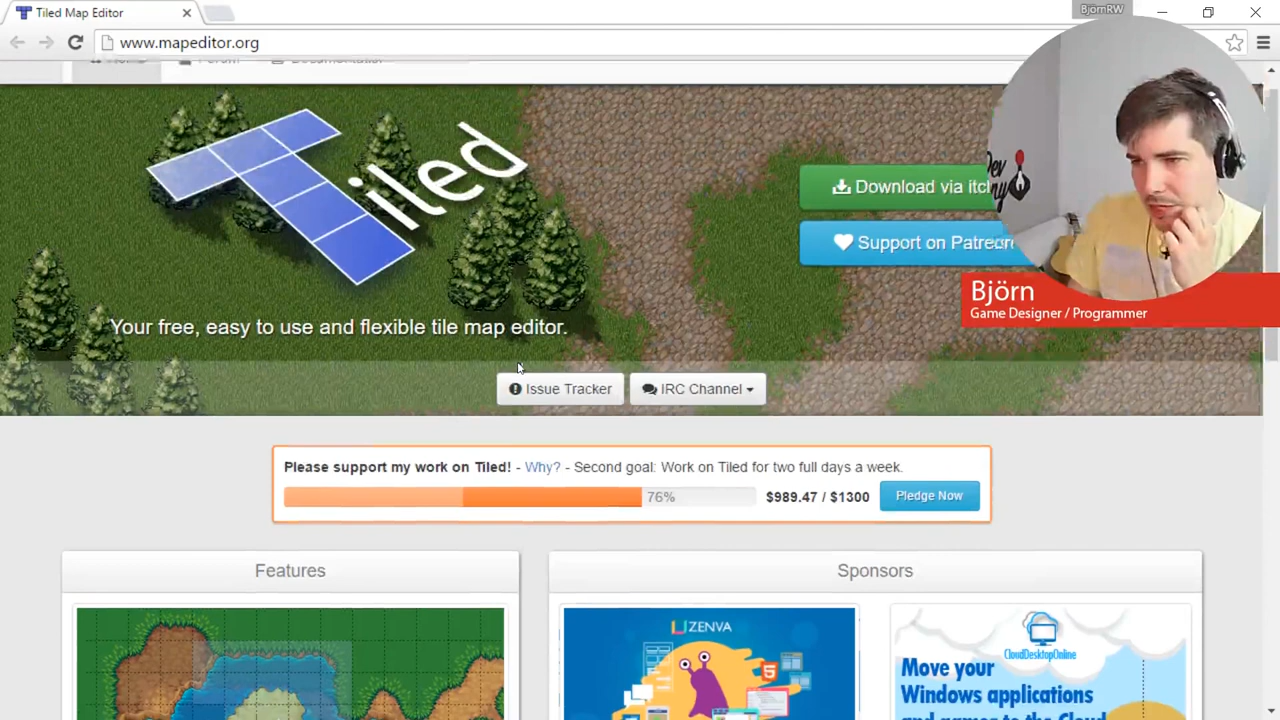 Tiled Map Editor
BjörnRW
www.mapeditor.org
Tiled
Download via itch
Support on Patreon
Björn
Game Designer / Programmer
Your free, easy to use and flexible tile map editor.
Issue Tracker
IRC Channel
Please support my work on Tiled! - Why? - Second goal: Work on Tiled for two full days a week.
76%
$989.47 / $1300
Pledge Now
Features
Sponsors
ZENVA
CloudDesktopOnline
Move your
Windows applications